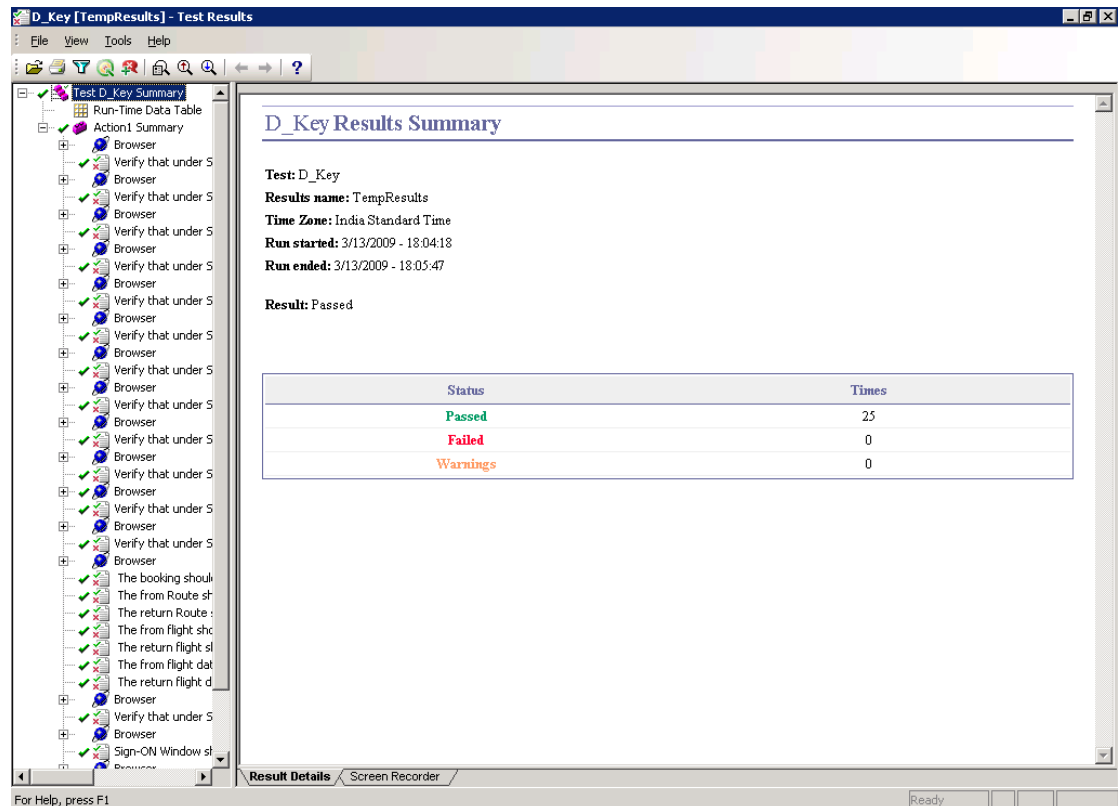 D_Key [TempResults] - Test Results
File View Tools Help
Test D_Key Summary
Run-Time Data Table
Action1 Summary
Browser
Verify that under S
Browser
Verify that under S
Browser
Verify that under S
Browser
Verify that under S
Browser
Verify that under S
Browser
Verify that under S
Browser
Verify that under S
Browser
Verify that under S
Browser
Verify that under S
Browser
Verify that under S
Browser
Verify that under S
Browser
Verify that under S
Browser
The booking shoul
The from Route sh
The return Route
The from flight sho
The return flight sl
The from flight dat
The return flight d
Browser
Verify that under S
Browser
Sign-ON Window sh
Browser
D_Key Results Summary
Test: D_Key
Results name: TempResults
Time Zone: India Standard Time
Run started: 3/13/2009 - 18:04:18
Run ended: 3/13/2009 - 18:05:47
Result: Passed
Status Times
Passed 25
Failed 0
Warnings 0
Result Details Screen Recorder
For Help, press F1 Ready